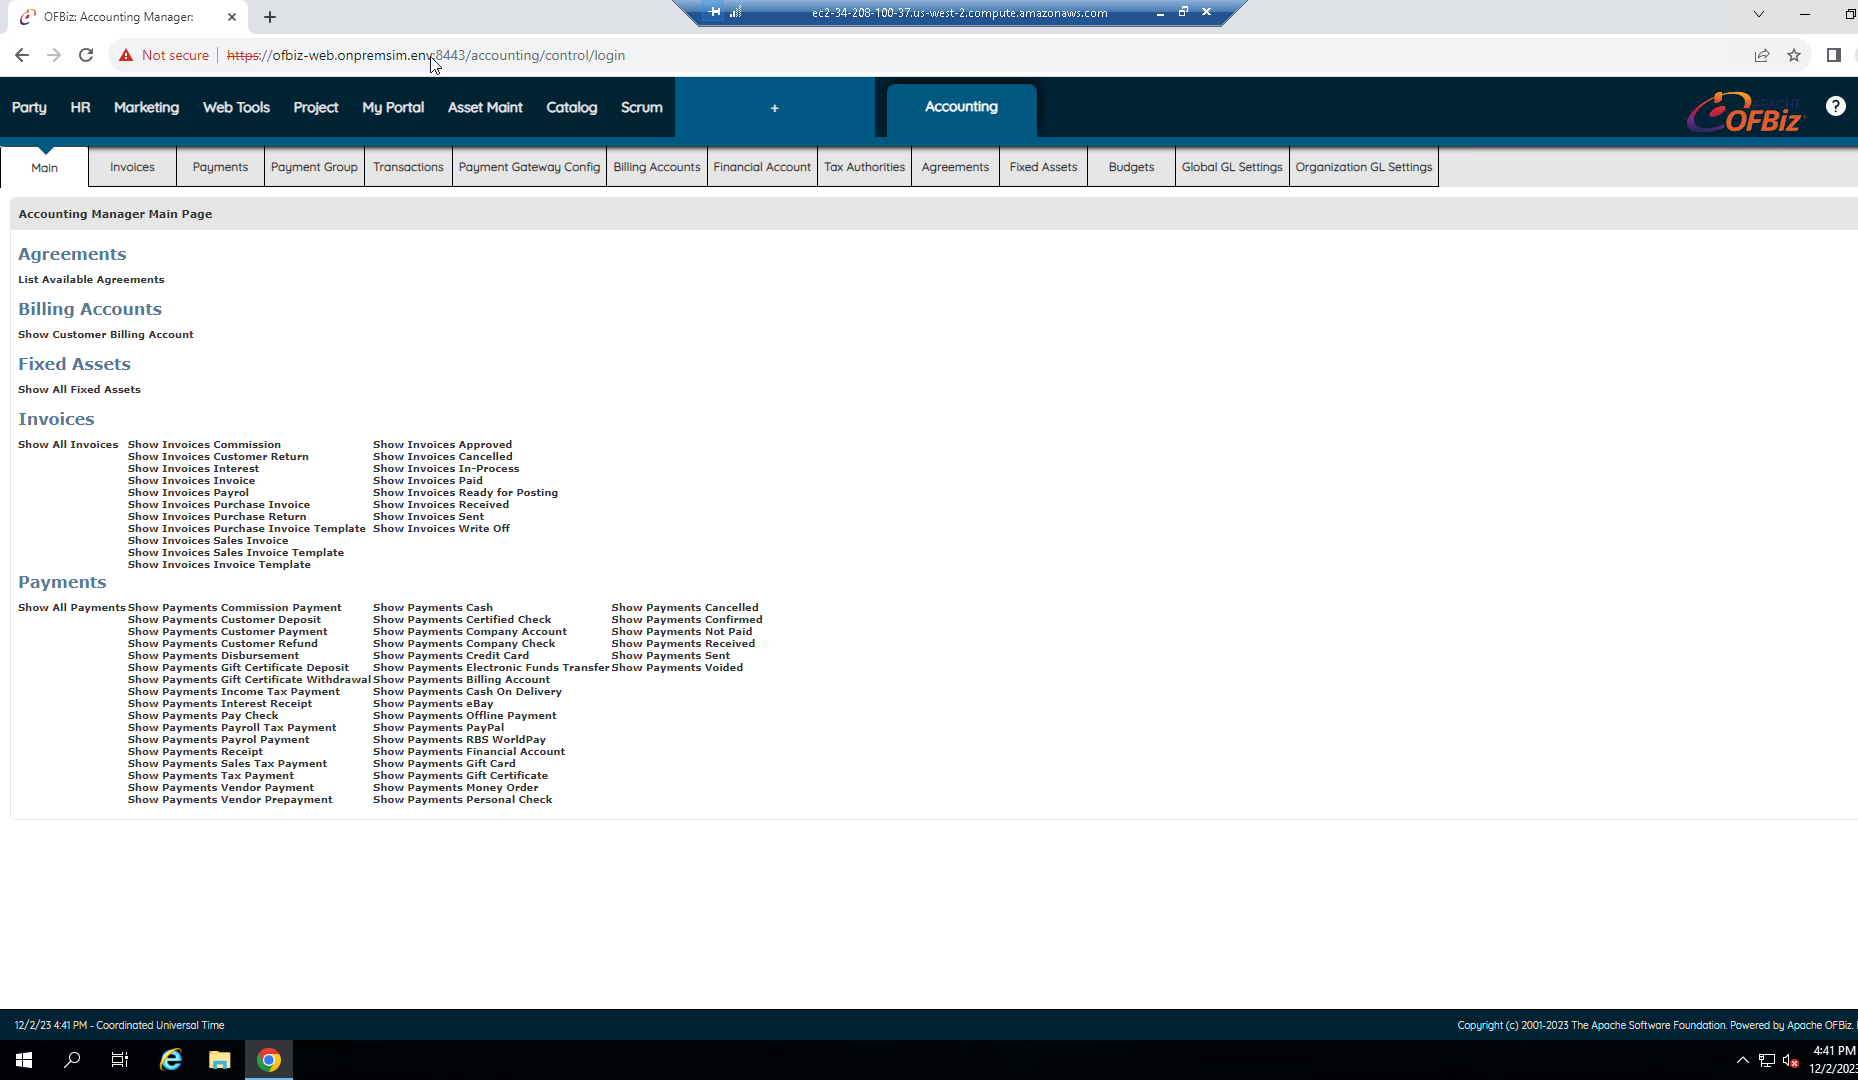 OFBiz: Accounting Manager:
ec2-34-208-100-37.us-west-2.compute.amazonaws.com
Not secure https://ofbiz-web.onpremsim.env:8443/accounting/control/login
Party HR Marketing Web Tools Project My Portal Asset Maint Catalog Scrum + Accounting
APACHE OFBiz ?
Main Invoices Payments Payment Group Transactions Payment Gateway Config Billing Accounts Financial Account Tax Authorities Agreements Fixed Assets Budgets Global GL Settings Organization GL Settings
Accounting Manager Main Page
Agreements
List Available Agreements
Billing Accounts
Show Customer Billing Account
Fixed Assets
Show All Fixed Assets
Invoices
Show All Invoices Show Invoices Commission Show Invoices Approved
Show Invoices Customer Return Show Invoices Cancelled
Show Invoices Interest Show Invoices In-Process
Show Invoices Invoice Show Invoices Paid
Show Invoices Payrol Show Invoices Ready for Posting
Show Invoices Purchase Invoice Show Invoices Received
Show Invoices Purchase Return Show Invoices Sent
Show Invoices Purchase Invoice Template Show Invoices Write Off
Show Invoices Sales Invoice
Show Invoices Sales Invoice Template
Show Invoices Invoice Template
Payments
Show All Payments Show Payments Commission Payment Show Payments Cash Show Payments Cancelled
Show Payments Customer Deposit Show Payments Certified Check Show Payments Confirmed
Show Payments Customer Payment Show Payments Company Account Show Payments Not Paid
Show Payments Customer Refund Show Payments Company Check Show Payments Received
Show Payments Disbursement Show Payments Credit Card Show Payments Sent
Show Payments Gift Certificate Deposit Show Payments Electronic Funds Transfer Show Payments Voided
Show Payments Gift Certificate Withdrawal Show Payments Billing Account
Show Payments Income Tax Payment Show Payments Cash On Delivery
Show Payments Interest Receipt Show Payments eBay
Show Payments Pay Check Show Payments Offline Payment
Show Payments Payroll Tax Payment Show Payments PayPal
Show Payments Payrol Payment Show Payments RBS WorldPay
Show Payments Receipt Show Payments Financial Account
Show Payments Sales Tax Payment Show Payments Gift Card
Show Payments Tax Payment Show Payments Gift Certificate
Show Payments Vendor Payment Show Payments Money Order
Show Payments Vendor Prepayment Show Payments Personal Check
12/2/23 4:41 PM - Coordinated Universal Time
Copyright (c) 2001-2023 The Apache Software Foundation. Powered by Apache OFBiz.
4:41 PM
12/2/2023